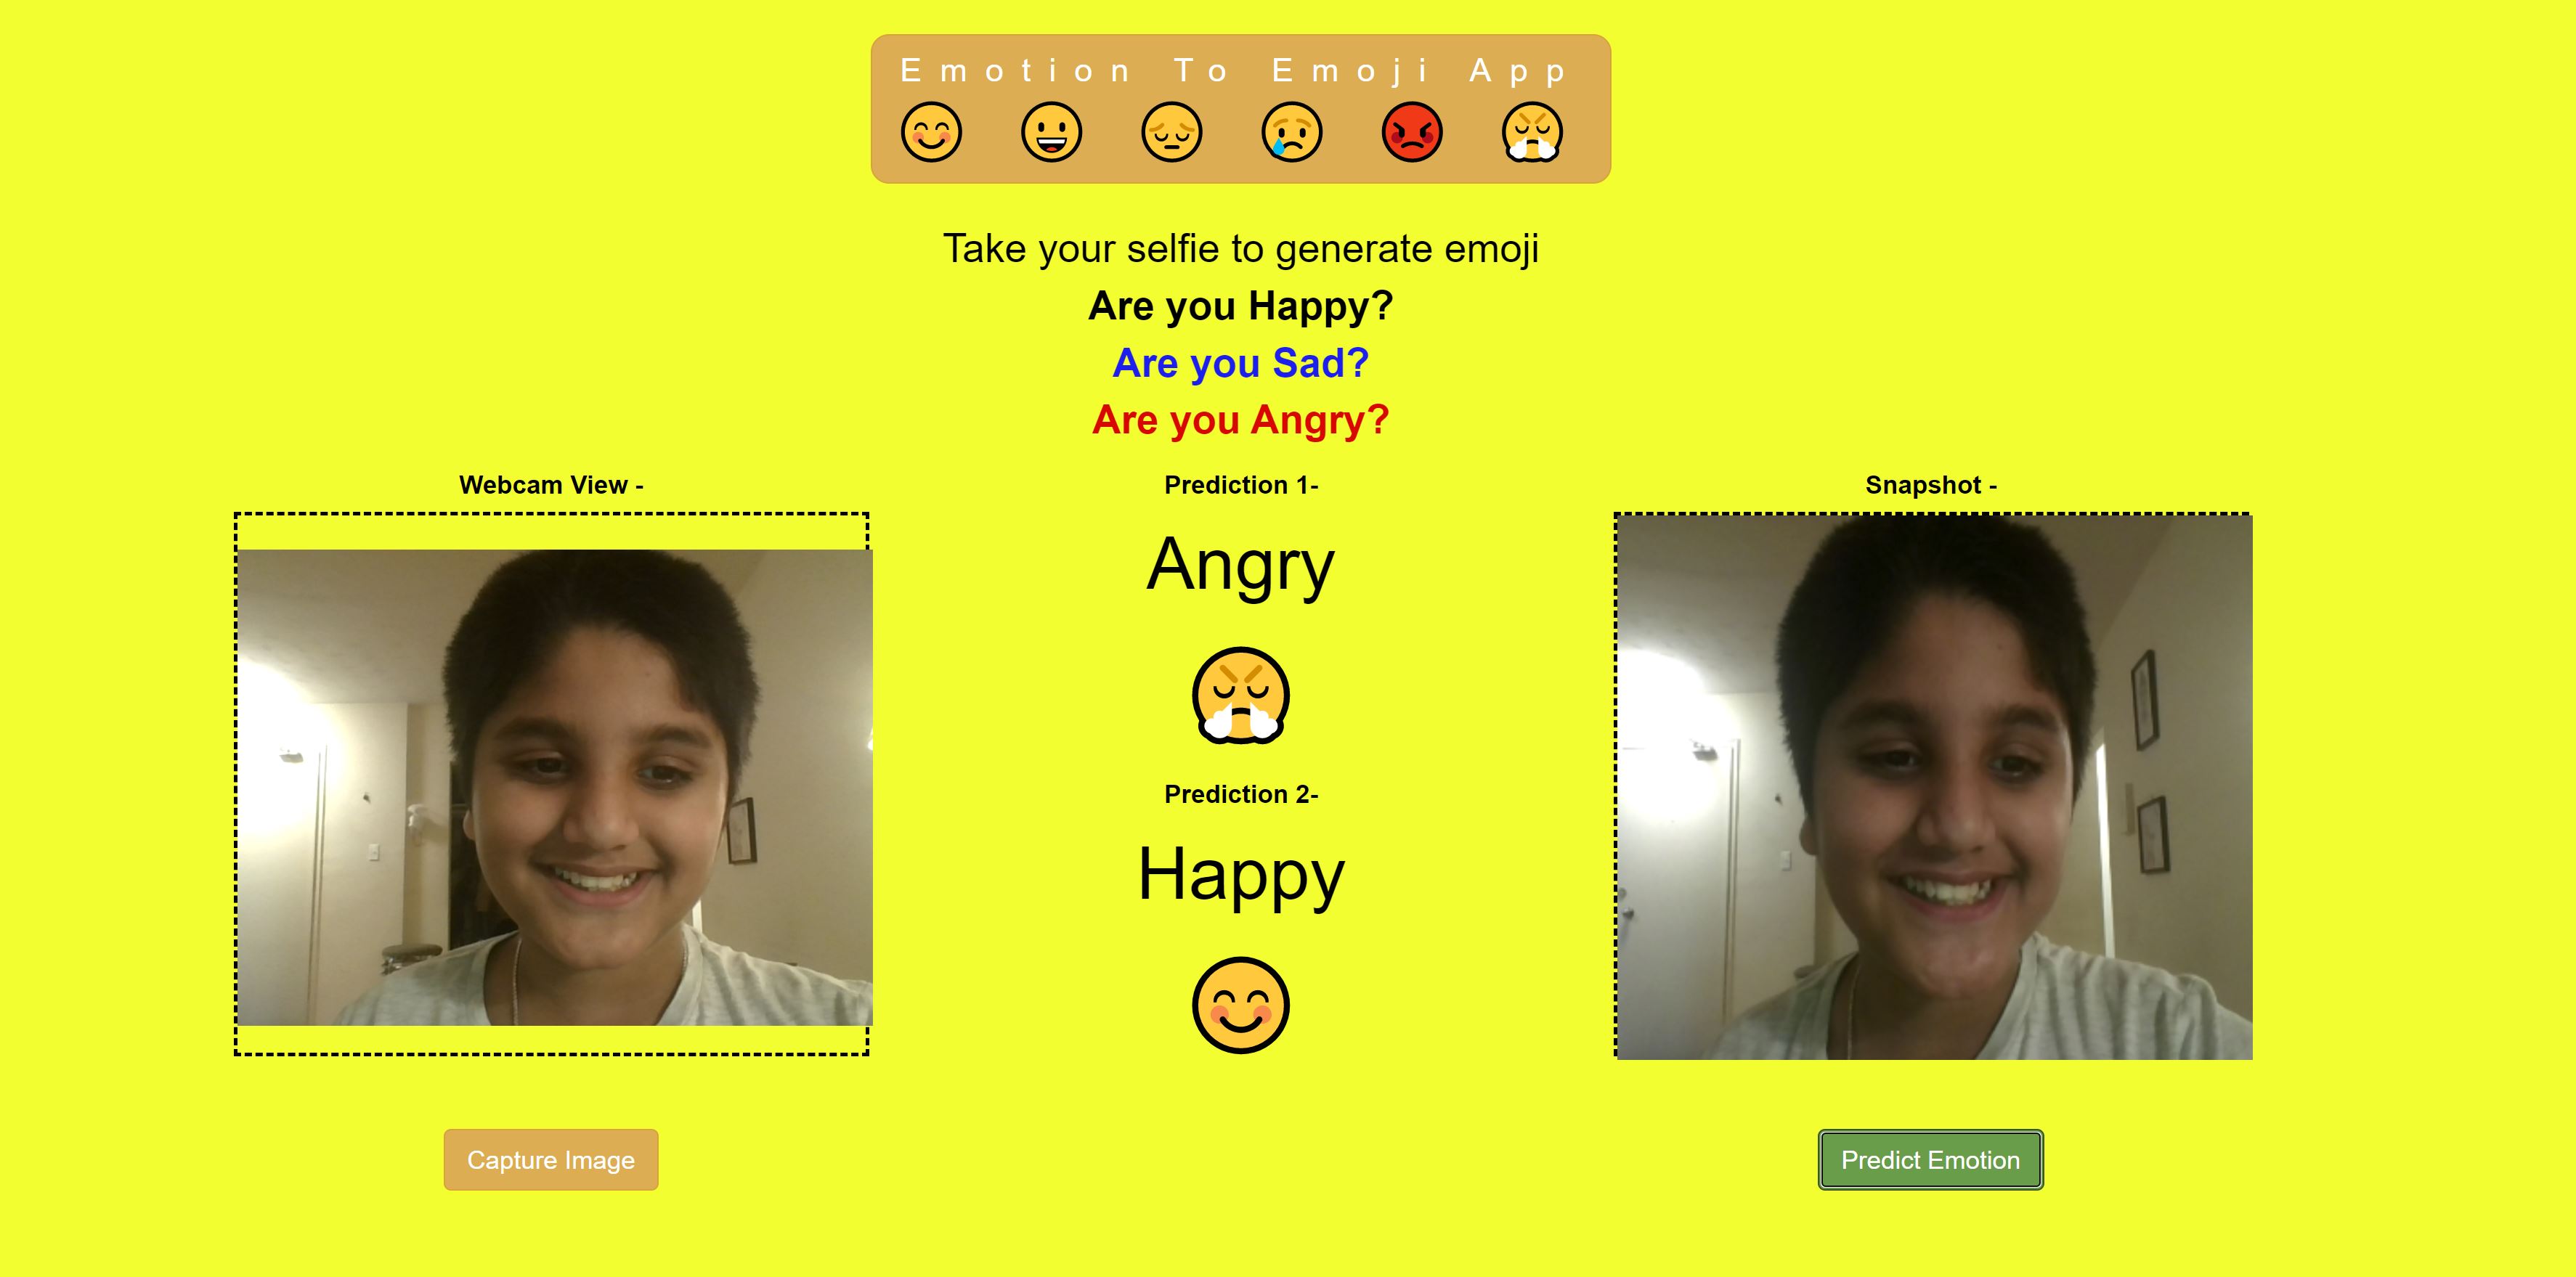 Emotion To Emoji App
Take your selfie to generate emoji
Are you Happy?
Are you Sad?
Are you Angry?
Webcam View -
Prediction 1-
Snapshot -
Angry
Prediction 2-
Happy
Capture Image
Predict Emotion